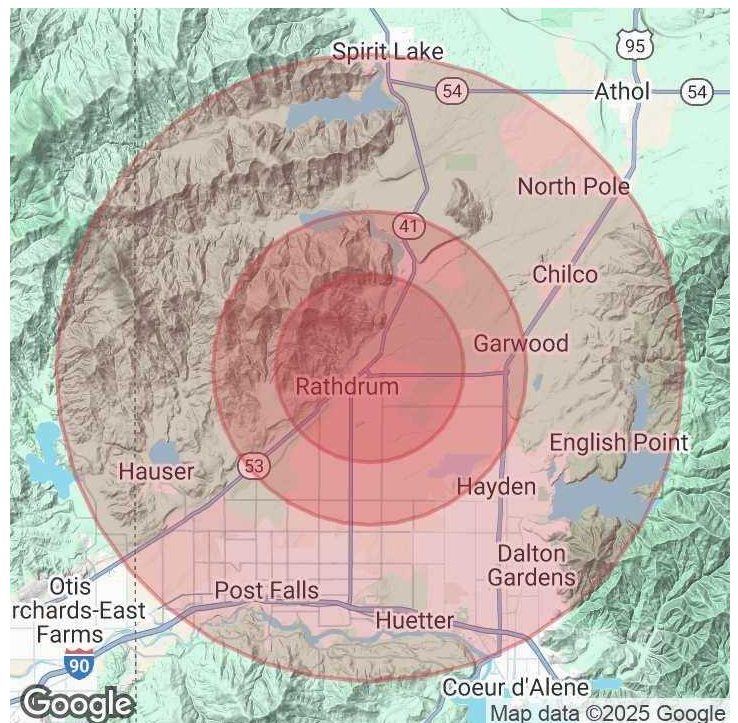 Spirit Lake
95
54
Athol
54
North Pole
41
Chilco
Garwood
Rathdrum
English Point
53
Hauser
Hayden
Dalton
Gardens
Otis
rchards-East
Farms
Post Falls
Huetter
90
Coeur d'Alene
Google
Map data ©2025 Google